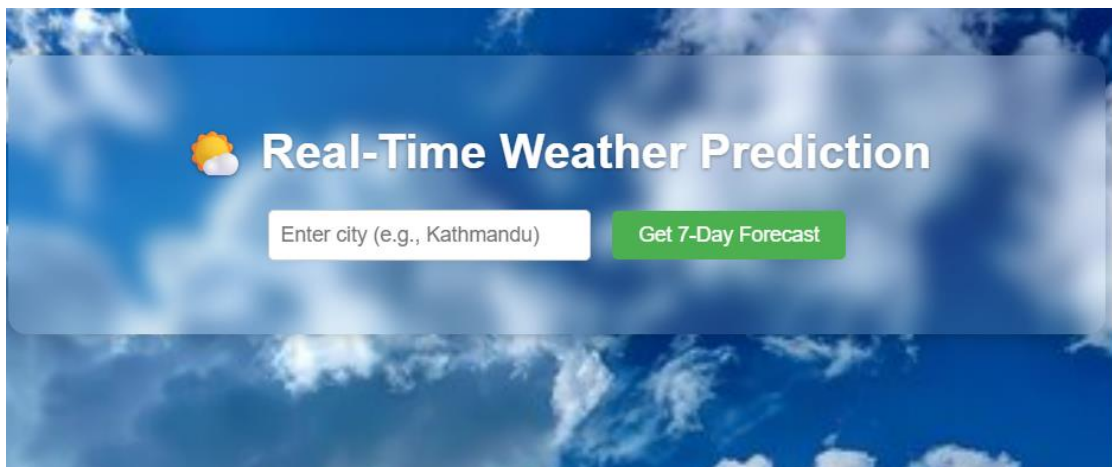 Real-Time Weather Prediction
Enter city (e.g., Kathmandu)
Get 7-Day Forecast